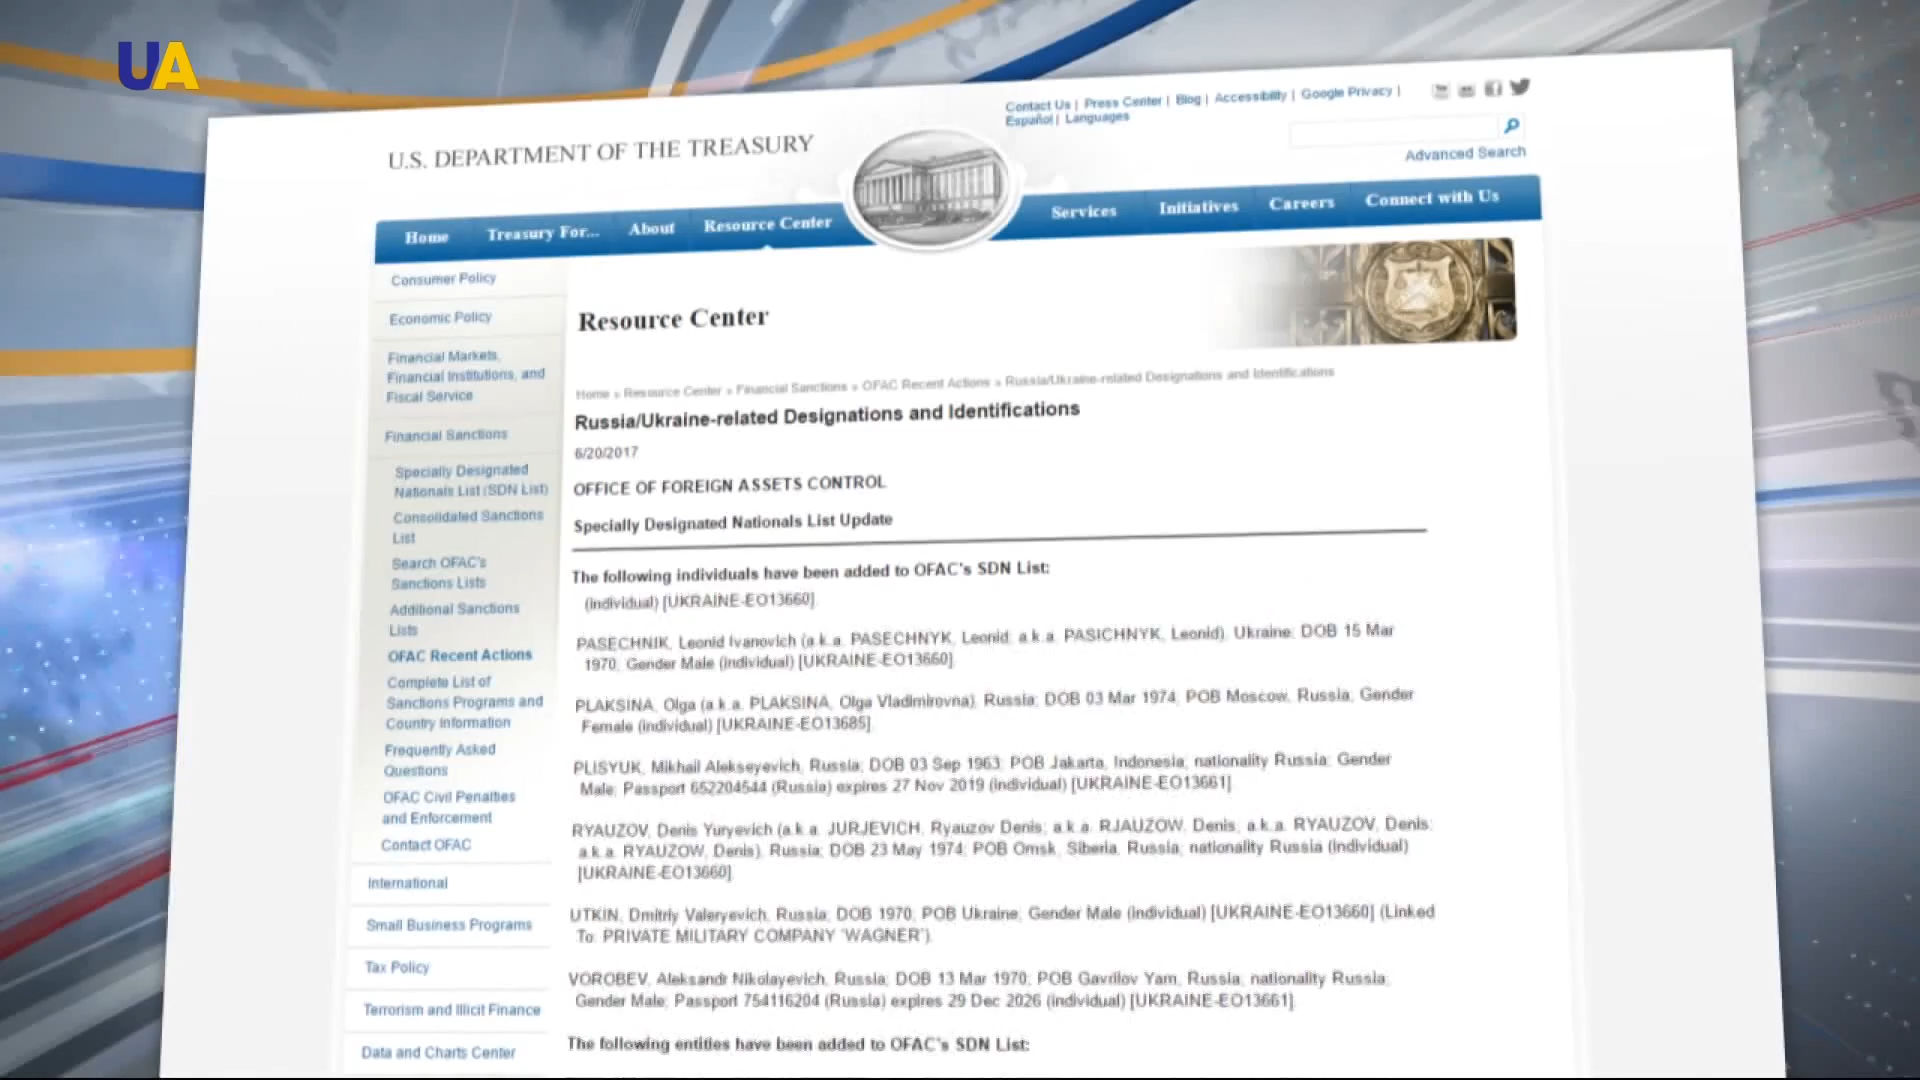 UA
Contact Us | Press Center | Blog | Accessibility | Google Privacy |
Español | Languages
U.S. DEPARTMENT OF THE TREASURY
Advanced Search
Home Treasury For... About Resource Center Services Initiatives Careers Connect with Us
Consumer Policy
Economic Policy
Financial Markets,
Financial Institutions, and
Fiscal Service
Financial Sanctions
Specially Designated
Nationals List (SDN List)
Consolidated Sanctions
List
Search OFAC's
Sanctions Lists
Additional Sanctions
Lists
OFAC Recent Actions
Complete List of
Sanctions Programs and
Country Information
Frequently Asked
Questions
OFAC Civil Penalties
and Enforcement
Contact OFAC
International
Small Business Programs
Tax Policy
Terrorism and Illicit Finance
Data and Charts Center
Resource Center
Home » Resource Center » Financial Sanctions » OFAC Recent Actions » Russia/Ukraine-related Designations and Identifications
Russia/Ukraine-related Designations and Identifications
6/20/2017
OFFICE OF FOREIGN ASSETS CONTROL
Specially Designated Nationals List Update
The following individuals have been added to OFAC's SDN List:
(individual) [UKRAINE-EO13660].
PASECHNIK, Leonid Ivanovich (a.k.a. PASECHNYK, Leonid; a.k.a. PASICHNYK, Leonid), Ukraine; DOB 15 Mar
1970; Gender Male (individual) [UKRAINE-EO13660].
PLAKSINA, Olga (a.k.a. PLAKSINA, Olga Vladimirovna), Russia; DOB 03 Mar 1974; POB Moscow, Russia; Gender
Female (individual) [UKRAINE-EO13685].
PLISYUK, Mikhail Alekseyevich, Russia; DOB 03 Sep 1963; POB Jakarta, Indonesia; nationality Russia; Gender
Male; Passport 652204544 (Russia) expires 27 Nov 2019 (individual) [UKRAINE-EO13661].
RYAUZOV, Denis Yuryevich (a.k.a. JURJEVICH, Ryauzov Denis; a.k.a. RJAUZOW, Denis; a.k.a. RYAUZOV, Denis;
a.k.a. RYAUZOW, Denis), Russia; DOB 23 May 1974; POB Omsk, Siberia, Russia; nationality Russia (individual)
[UKRAINE-EO13660].
UTKIN, Dmitriy Valeryevich, Russia; DOB 1970; POB Ukraine; Gender Male (individual) [UKRAINE-EO13660] (Linked
To: PRIVATE MILITARY COMPANY 'WAGNER').
VOROBEV, Aleksandr Nikolayevich, Russia; DOB 13 Mar 1970; POB Gavrilov Yam, Russia; nationality Russia;
Gender Male; Passport 754116204 (Russia) expires 29 Dec 2026 (individual) [UKRAINE-EO13661].
The following entities have been added to OFAC's SDN List: